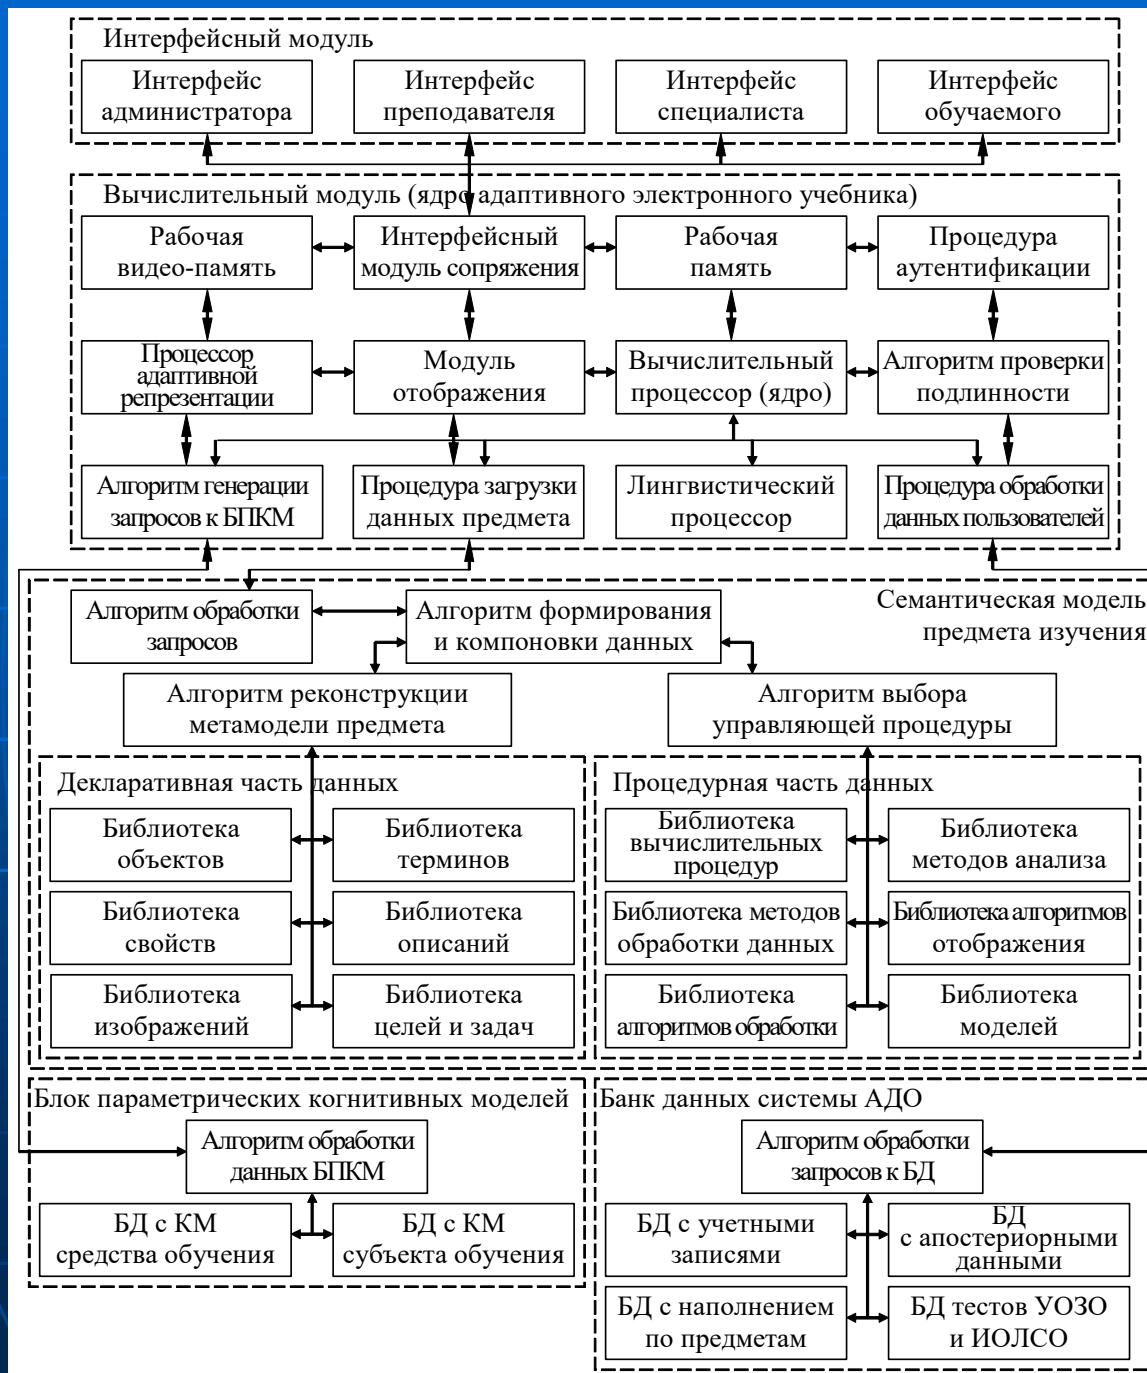 Интерфейсный модуль
Интерфейс
администратора
Интерфейс
преподавателя
Интерфейс
специалиста
Интерфейс
обучаемого
Вычислительный модуль (ядро адаптивного электронного учебника)
Рабочая
видео-память
Интерфейсный
модуль сопряжения
Рабочая
память
Процедура
аутентификации
Процессор
адаптивной
репрезентации
Модуль
отображения
Вычислительный
процессор (ядро)
Алгоритм проверки
подлинности
Алгоритм генерации
запросов к БПКМ
Процедура загрузки
данных предмета
Лингвистический
процессор
Процедура обработки
данных пользователей
Алгоритм обработки
запросов
Алгоритм формирования
и компоновки данных
Семантическая модель
предмета изучения
Алгоритм реконструкции
метамодели предмета
Алгоритм выбора
управляющей процедуры
Декларативная часть данных
Библиотека
объектов
Библиотека
терминов
Библиотека
свойств
Библиотека
описаний
Библиотека
изображений
Библиотека
целей и задач
Процедурная часть данных
Библиотека
вычислительных
процедур
Библиотека
методов анализа
Библиотека методов
обработки данных
Библиотека алгоритмов
отображения
Библиотека
алгоритмов обработки
Библиотека
моделей
Блок параметрических когнитивных моделей
Алгоритм обработки
данных БПКМ
БД с КМ
средства обучения
БД с КМ
субъекта обучения
Банк данных системы АДО
Алгоритм обработки
запросов к БД
БД с учетными
записями
БД
с апостериорными
данными
БД с наполнением
по предметам
БД тестов УОЗО
и ИОЛСО